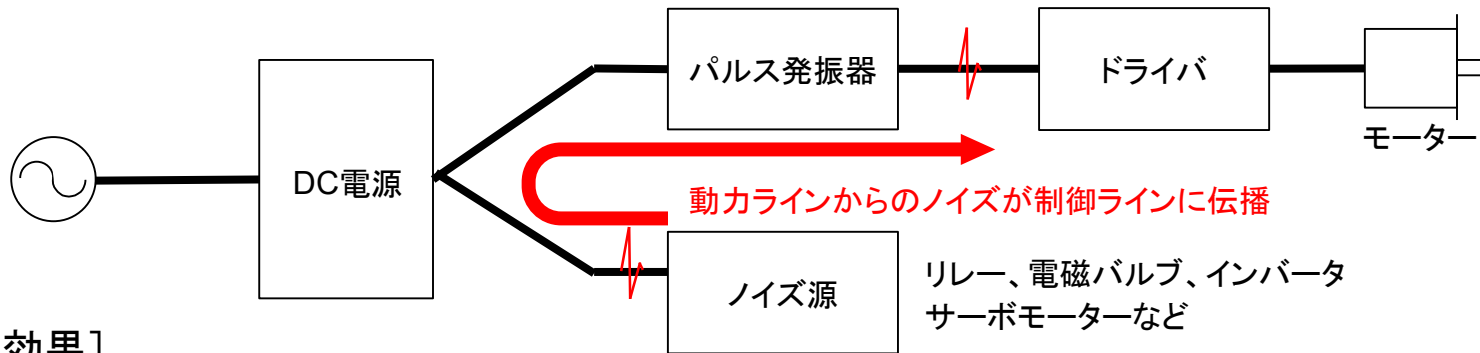 パルス発振器
ドライバ
モーター
DC電源
動力ラインからのノイズが制御ラインに伝播
ノイズ源
リレー、電磁バルブ、インバータ
サーボモーターなど
効果]